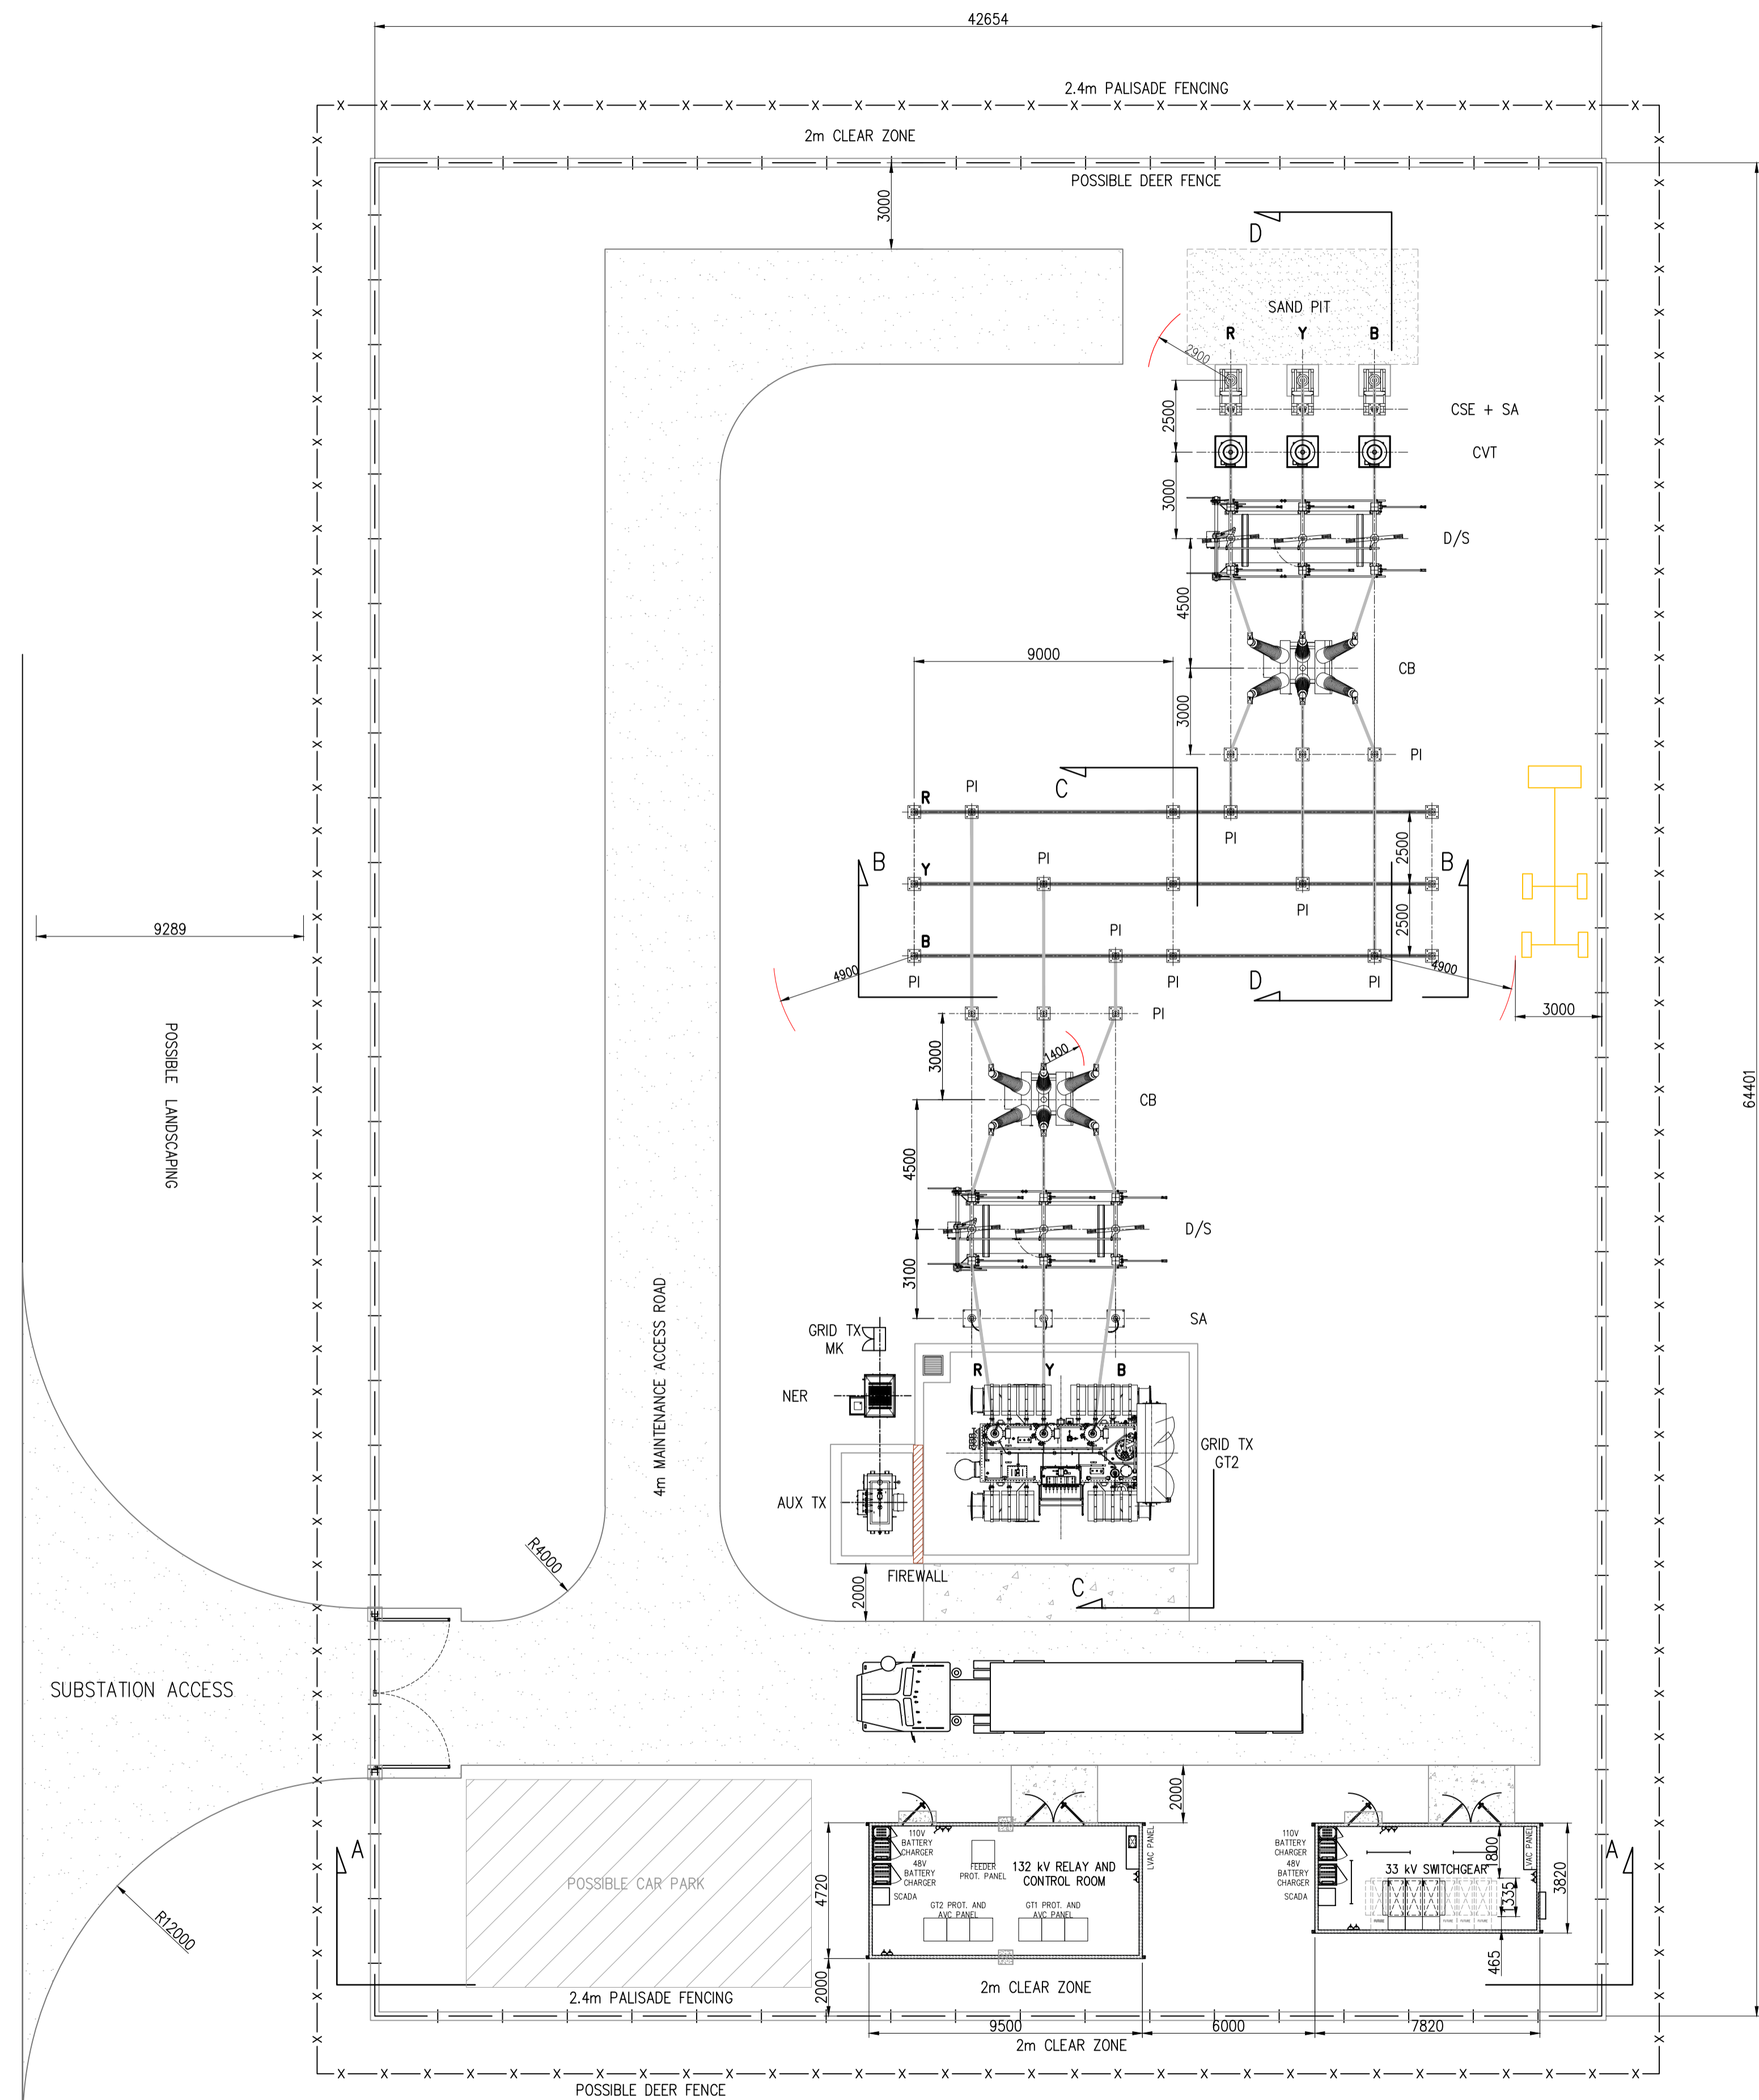 42654
2.4m PALISADE FENCING
2m CLEAR ZONE
POSSIBLE DEER FENCE
3000
D
SAND PIT
R Y B
2900
2500
CSE + SA
CVT
3000
D/S
4500
9000
CB
3000
PI
C
PI
R
PI
2500
B
PI
B
Y
PI
2500
9289
PI
B
4900
PI
PI
D
PI
4900
3000
PI
POSSIBLE LANDSCAPING
3000
1400
64401
CB
4500
D/S
3100
SA
4m MAINTENANCE ACCESS ROAD
GRID TX
MK
R Y B
NER
GRID TX
GT2
AUX TX
R4000
FIREWALL
2000
C
SUBSTATION ACCESS
2000
A
110V
BATTERY
CHARGER
48V
BATTERY
CHARGER
SCADA
FEEDER
PROT. PANEL
132 kV RELAY AND
CONTROL ROOM
LVAC PANEL
GT2 PROT. AND
AVC PANEL
GT1 PROT. AND
AVC PANEL
4720
110V
BATTERY
CHARGER
48V
BATTERY
CHARGER
SCADA
33 kV SWITCHGEAR
1800
LVAC PANEL
1335
FUTURE
FUTURE
FUTURE
FUTURE
3820
A
POSSIBLE CAR PARK
R12000
465
2000
2m CLEAR ZONE
2.4m PALISADE FENCING
9500
6000
7820
2m CLEAR ZONE
POSSIBLE DEER FENCE